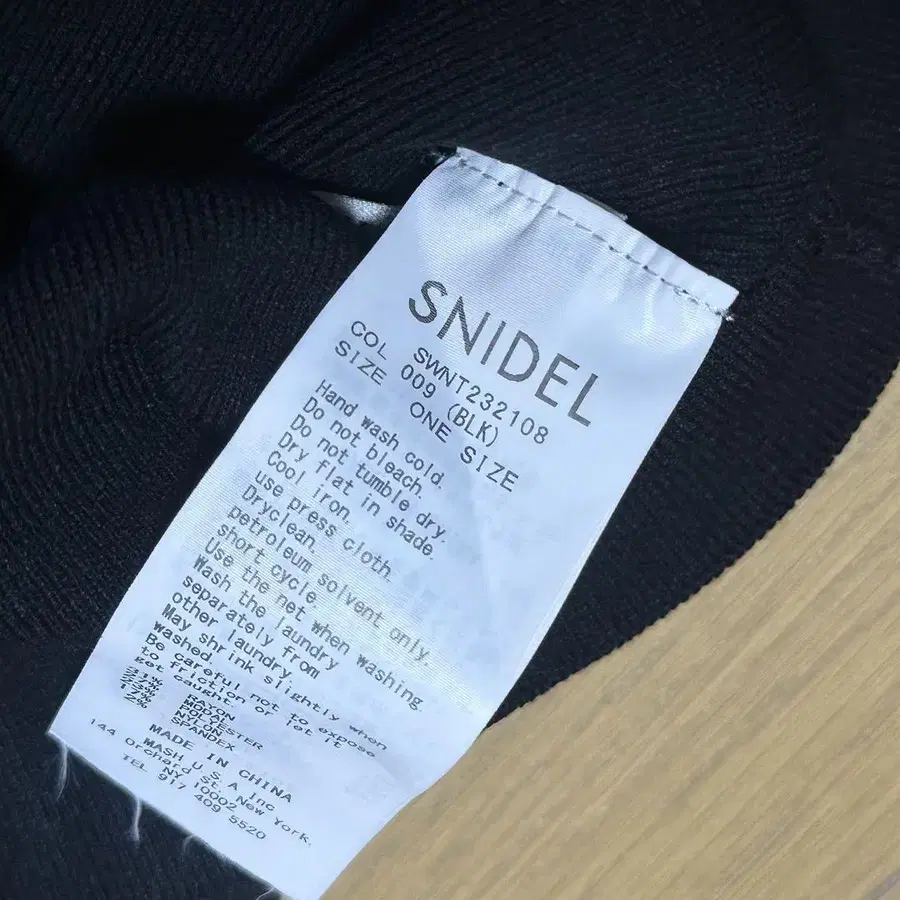 SNIDEL
SWNT232108
COL 009 (BLK)
SIZE ONE SIZE
Hand wash cold.
Do not bleach.
Do not tumble dry.
Dry flat in shade.
Cool iron.
use press cloth.
Dryclean.
petroleum solvent only.
short cycle.
Use the net when washing
Wash the laundry
separately from
other laundry.
May shrink slightly when
washed.
Be careful not to expose
to friction or let it
get caught.
31% RAYON
MODAL
POLYESTER
17% NYLON
2% SPANDEX
MADE IN CHINA
MASH U.S.A Inc
144 Orchard St. New York,
NY 10002
TEL 917 409 5520